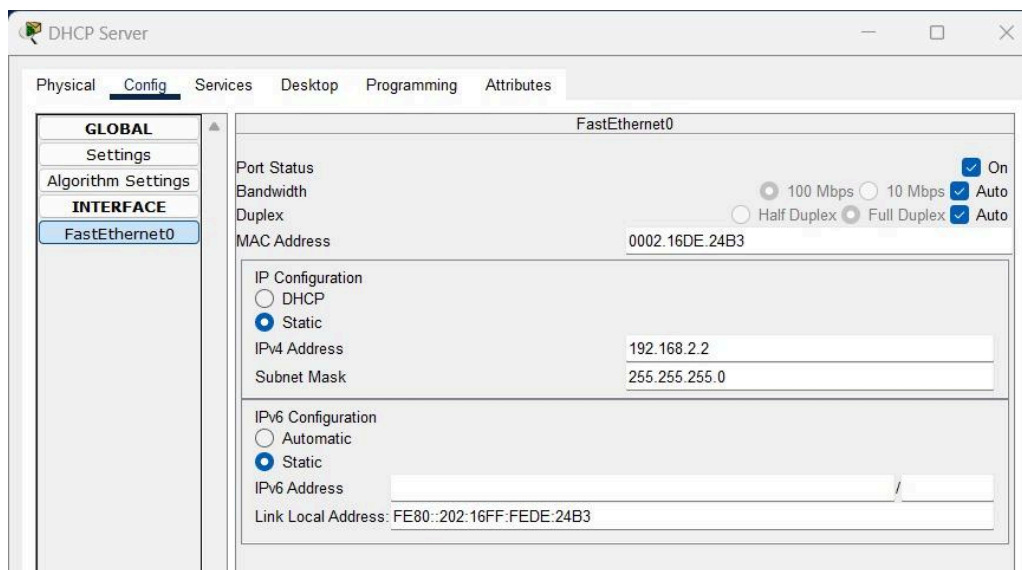 DHCP Server
Physical Config Services Desktop Programming Attributes
GLOBAL
Settings
Algorithm Settings
INTERFACE
FastEthernet0
FastEthernet0
Port Status On
Bandwidth 100 Mbps 10 Mbps Auto
Duplex Half Duplex Full Duplex Auto
MAC Address 0002.16DE.24B3
IP Configuration
DHCP
Static
IPv4 Address 192.168.2.2
Subnet Mask 255.255.255.0
IPv6 Configuration
Automatic
Static
IPv6 Address /
Link Local Address: FE80::202:16FF:FEDE:24B3